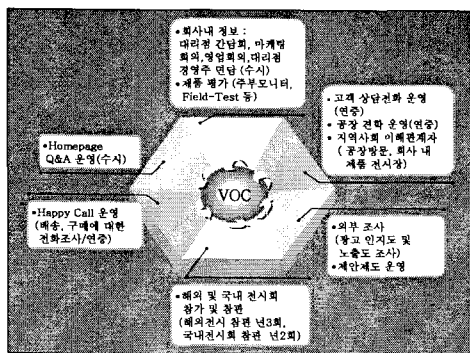 •회사내 정보 :
대리점 간담회, 마케팅
회의,영업회의,대리점
경영주 면담 (수시)
•제품 평가 (주부모니터,
Field-Test 등)
•고객 상담전화 운영
(연중)
•공장 견학 운영(연중)
•지역사회 이해관계자
( 공장방문, 회사 내
제품 전시장)
•Homepage
Q&A 운영(수시)
VOC
•Happy Call 운영
(배송, 구매에 대한
전화조사/연중)
•외부 조사
(광고 인지도 및
노출도 조사)
•제안제도 운영
•해외 및 국내 전시회
참가 및 참관
(해외전시 참관 년3회,
국내전시회 참관 년2회)